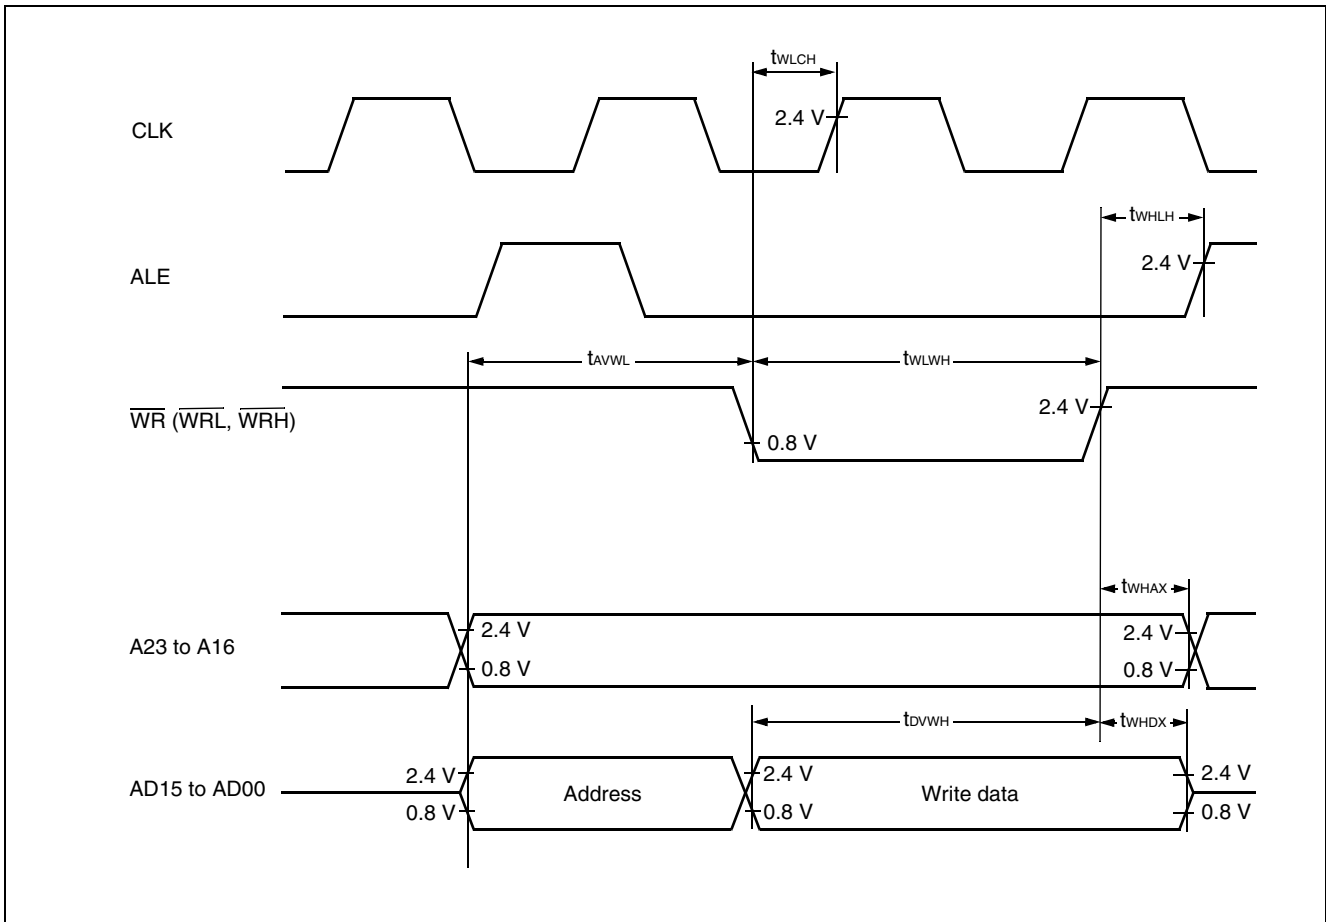 tWLCH
CLK
2.4 V
tWHLH
ALE
2.4 V
tAVWL
tWLWH
WR (WRL, WRH)
2.4 V
0.8 V
tWHAX
A23 to A16
2.4 V
0.8 V
2.4 V
0.8 V
tDVWH
tWHDX
AD15 to AD00
2.4 V
0.8 V
Address
2.4 V
0.8 V
Write data
2.4 V
0.8 V